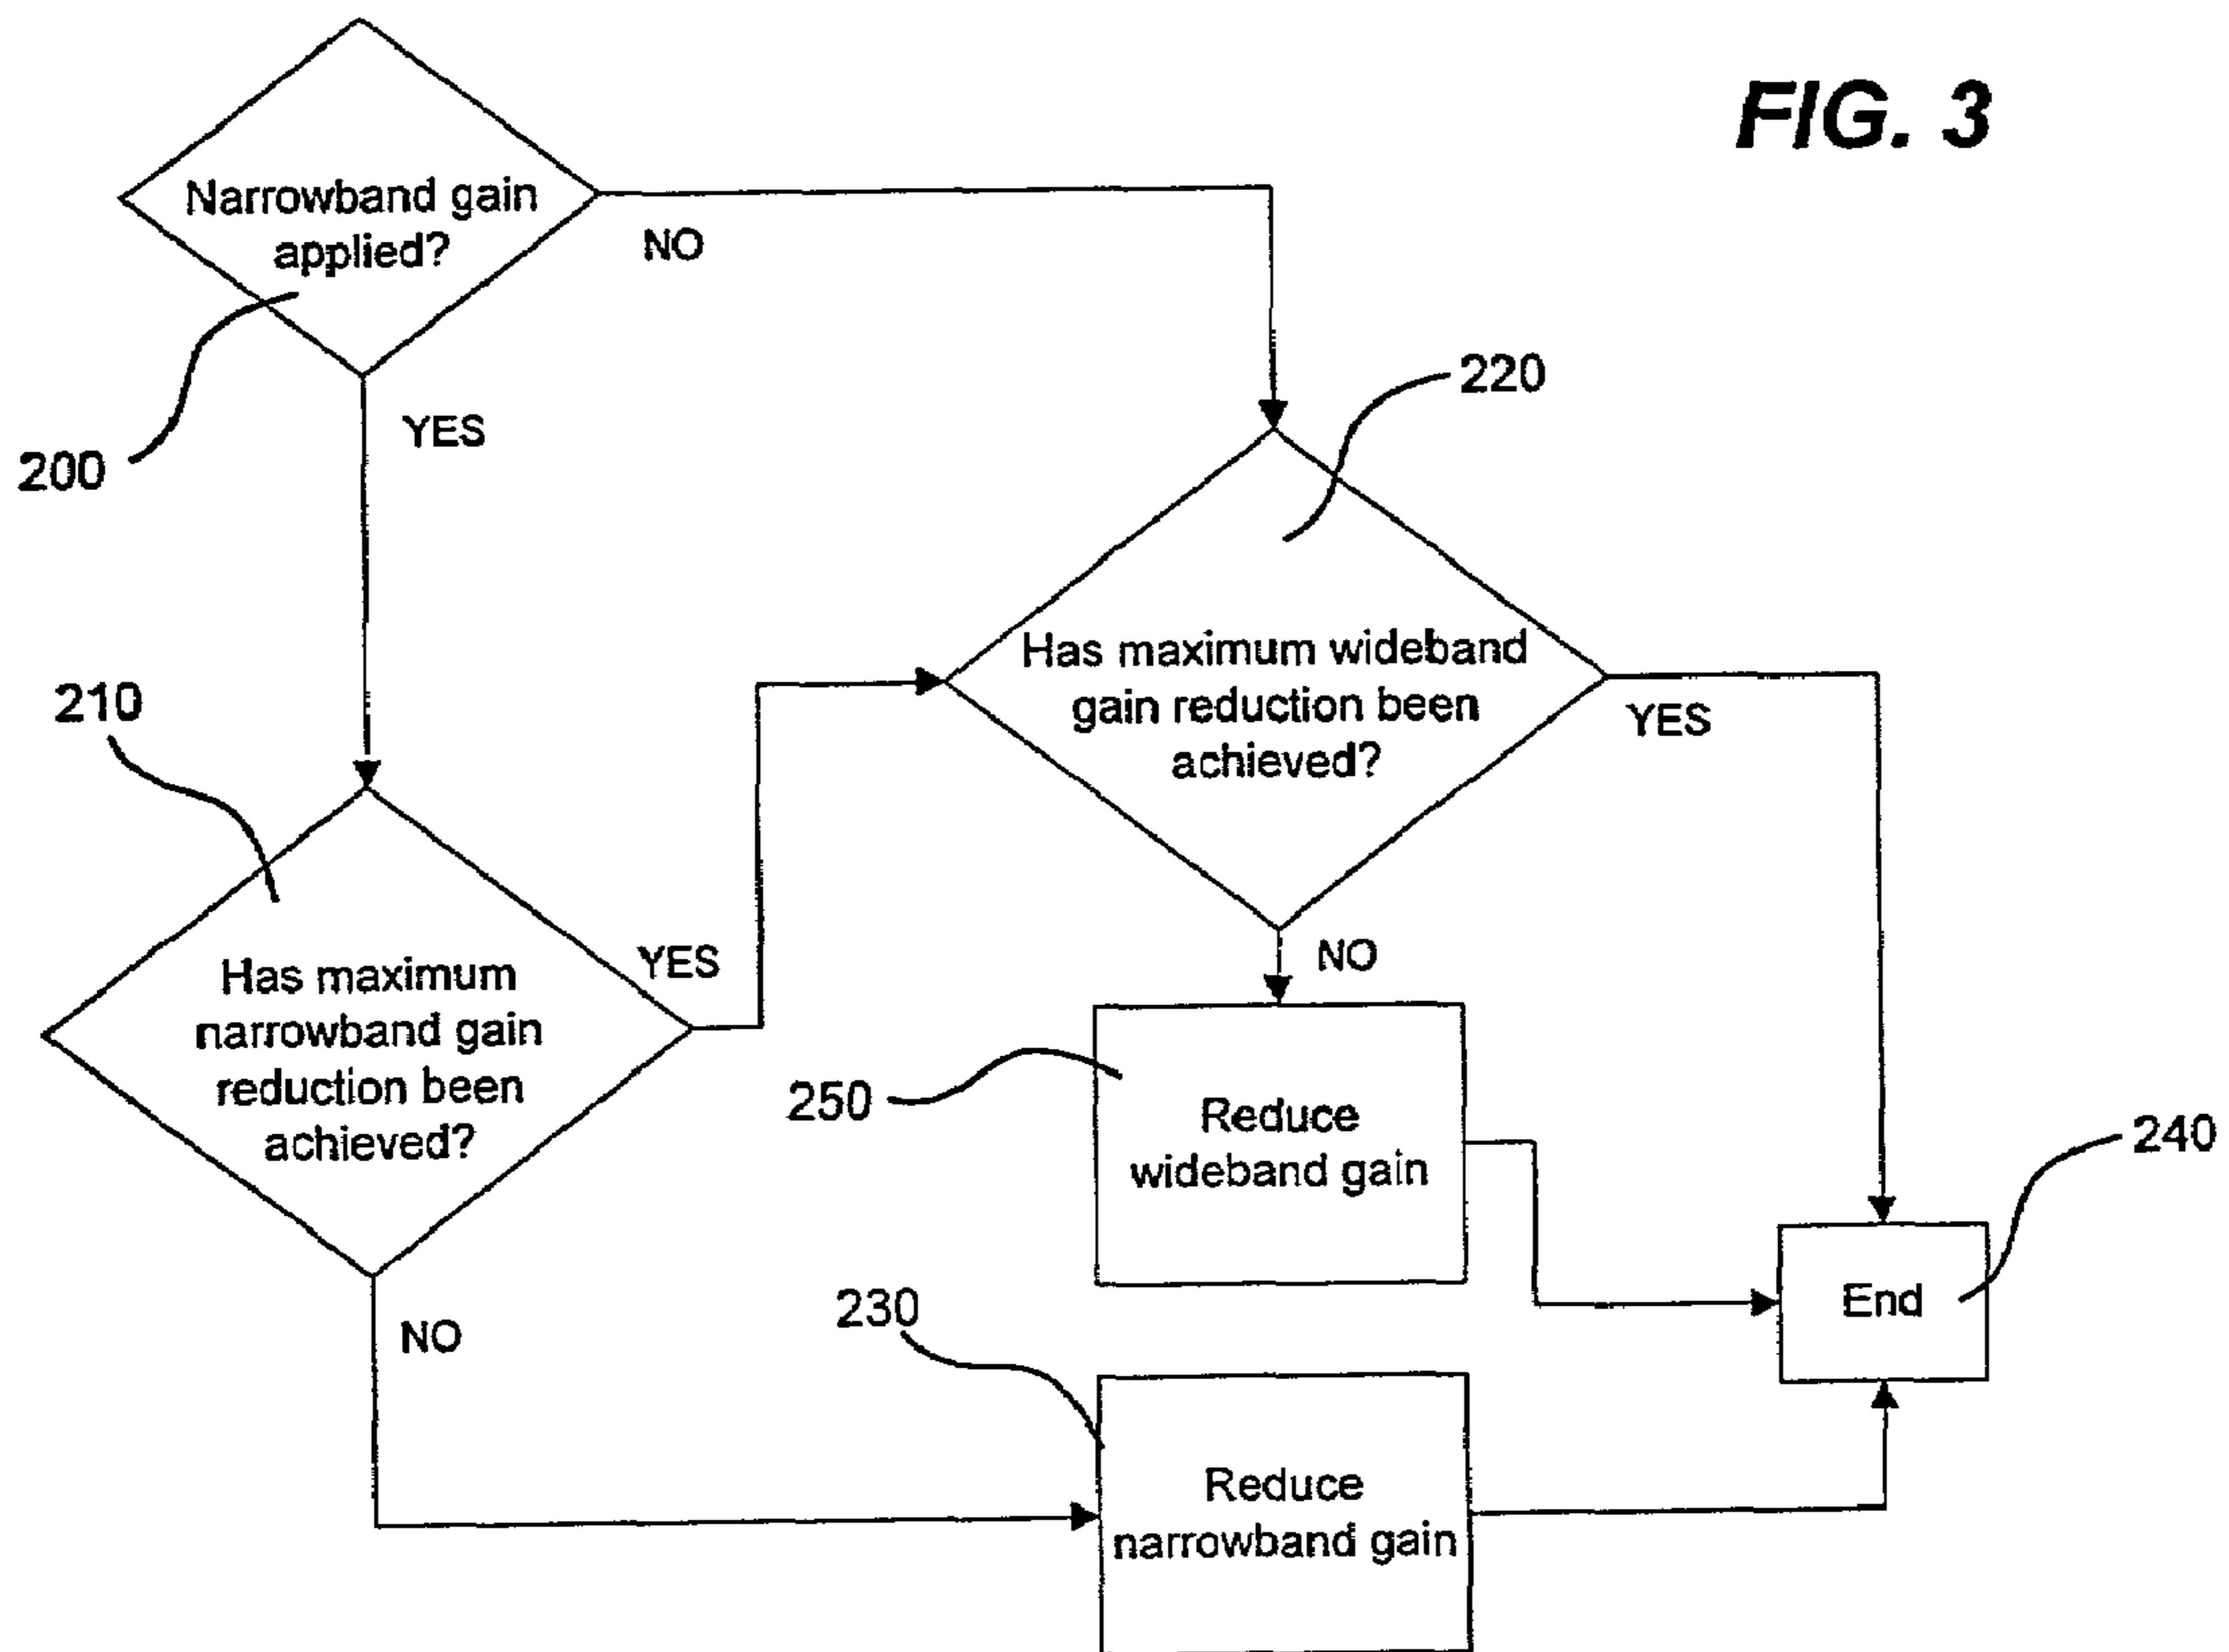 FIG. 3
Narrowband gain
applied?
NO
YES
200
220
Has maximum wideband
gain reduction been
achieved?
YES
NO
210
Has maximum
narrowband gain
reduction been
achieved?
YES
NO
250
Reduce
wideband gain
240
End
230
Reduce
narrowband gain